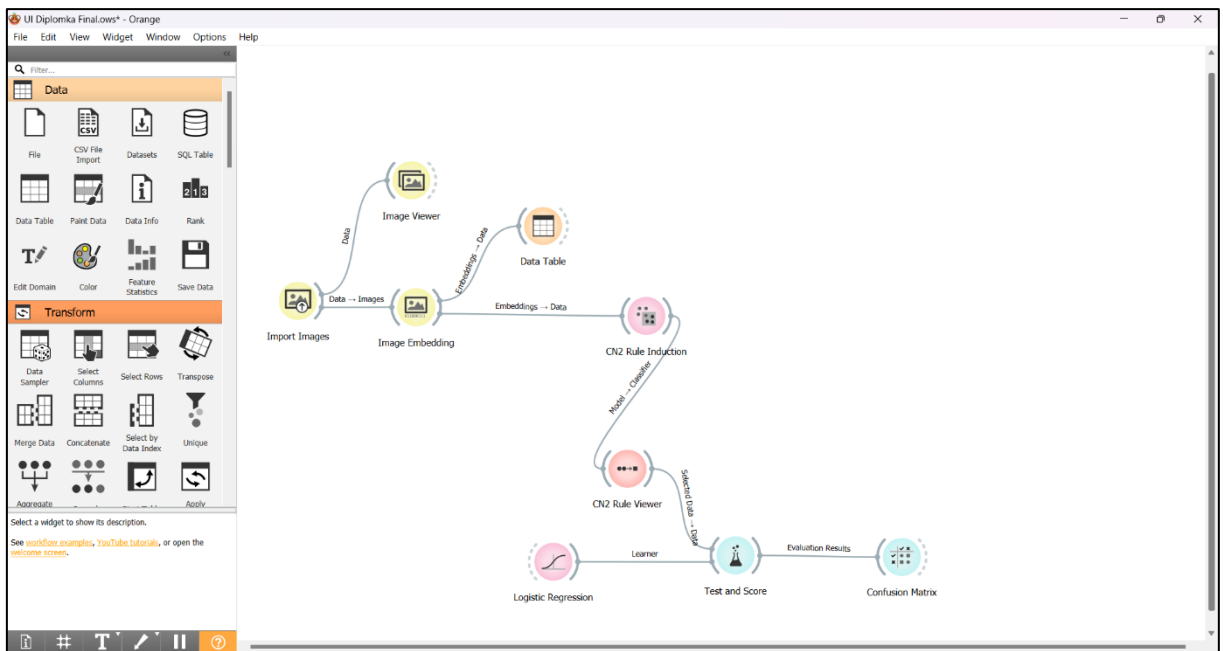 UI Diplomka Final.ows* - Orange
File Edit View Widget Window Options Help
Filter...
Data
File
CSV File
Import
Datasets
SQL Table
Data Table
Paint Data
Data Info
Rank
Edit Domain
Color
Feature
Statistics
Save Data
Transform
Data
Sampler
Select
Columns
Select Rows
Transpose
Merge Data
Concatenate
Select by
Data Index
Unique
Aggregate
Apply
Select a widget to show its description.
See workflow examples, YouTube tutorials, or open the
welcome screen.
Data
Image Viewer
Embeddings → Data
Data Table
Data → Images
Import Images
Image Embedding
Embeddings → Data
CN2 Rule Induction
Model → Classifier
CN2 Rule Viewer
Selected Data → Data
Learner
Logistic Regression
Test and Score
Evaluation Results
Confusion Matrix